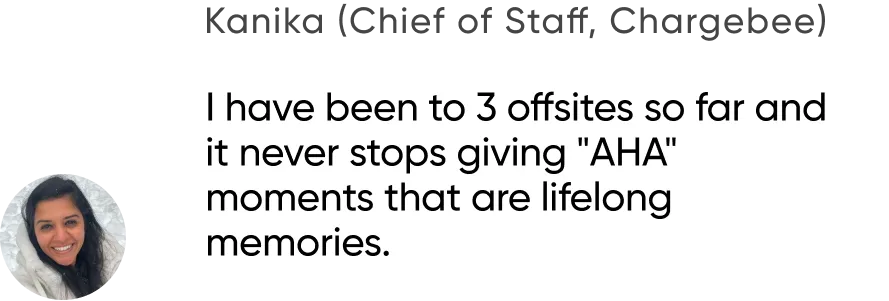 Kanika (Chief of Staff, Chargebee)
I have been to 3 offsites so far and
it never stops giving "AHA"
moments that are lifelong
memories.